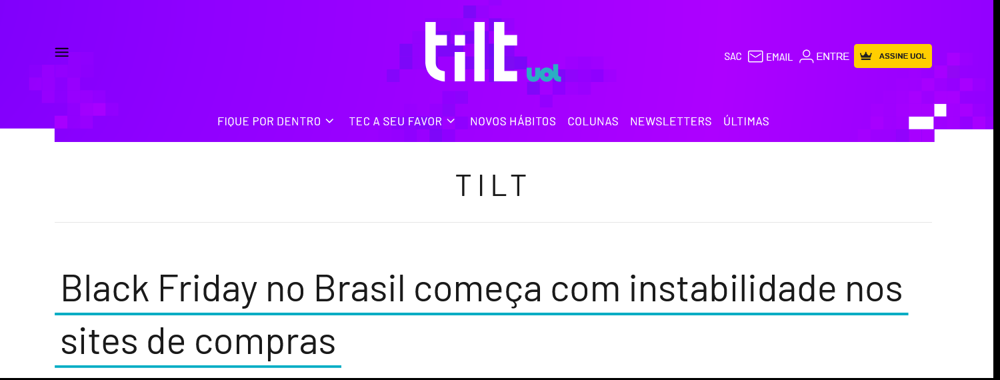 tilt uol
SAC EMAIL ENTRE ASSINE UOL
FIQUE POR DENTRO TEC A SEU FAVOR NOVOS HÁBITOS COLUNAS NEWSLETTERS ÚLTIMAS
TILT
Black Friday no Brasil começa com instabilidade nos
sites de compras